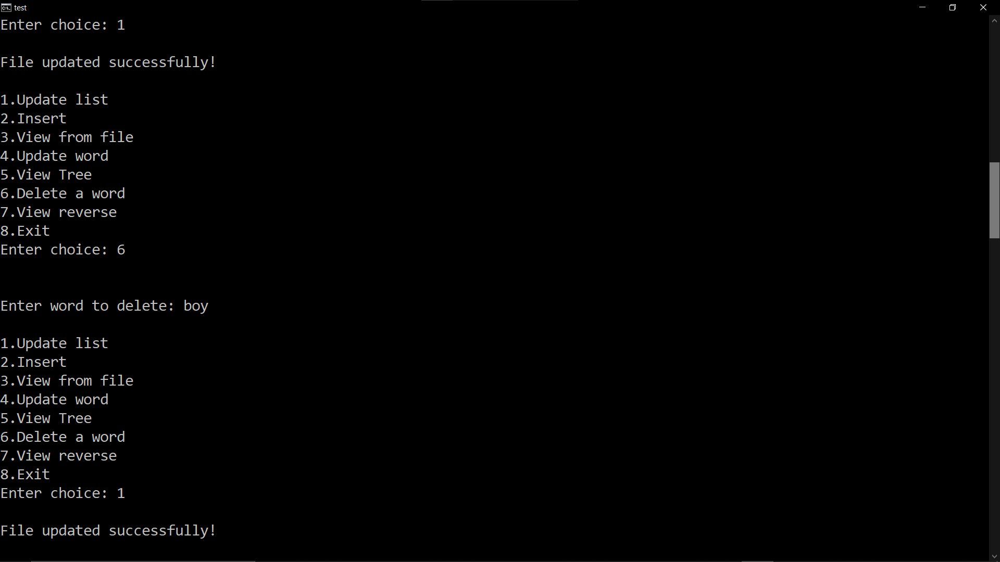 test
Enter choice: 1
File updated successfully!
1.Update list
2.Insert
3.View from file
4.Update word
5.View Tree
6.Delete a word
7.View reverse
8.Exit
Enter choice: 6
Enter word to delete: boy
1.Update list
2.Insert
3.View from file
4.Update word
5.View Tree
6.Delete a word
7.View reverse
8.Exit
Enter choice: 1
File updated successfully!